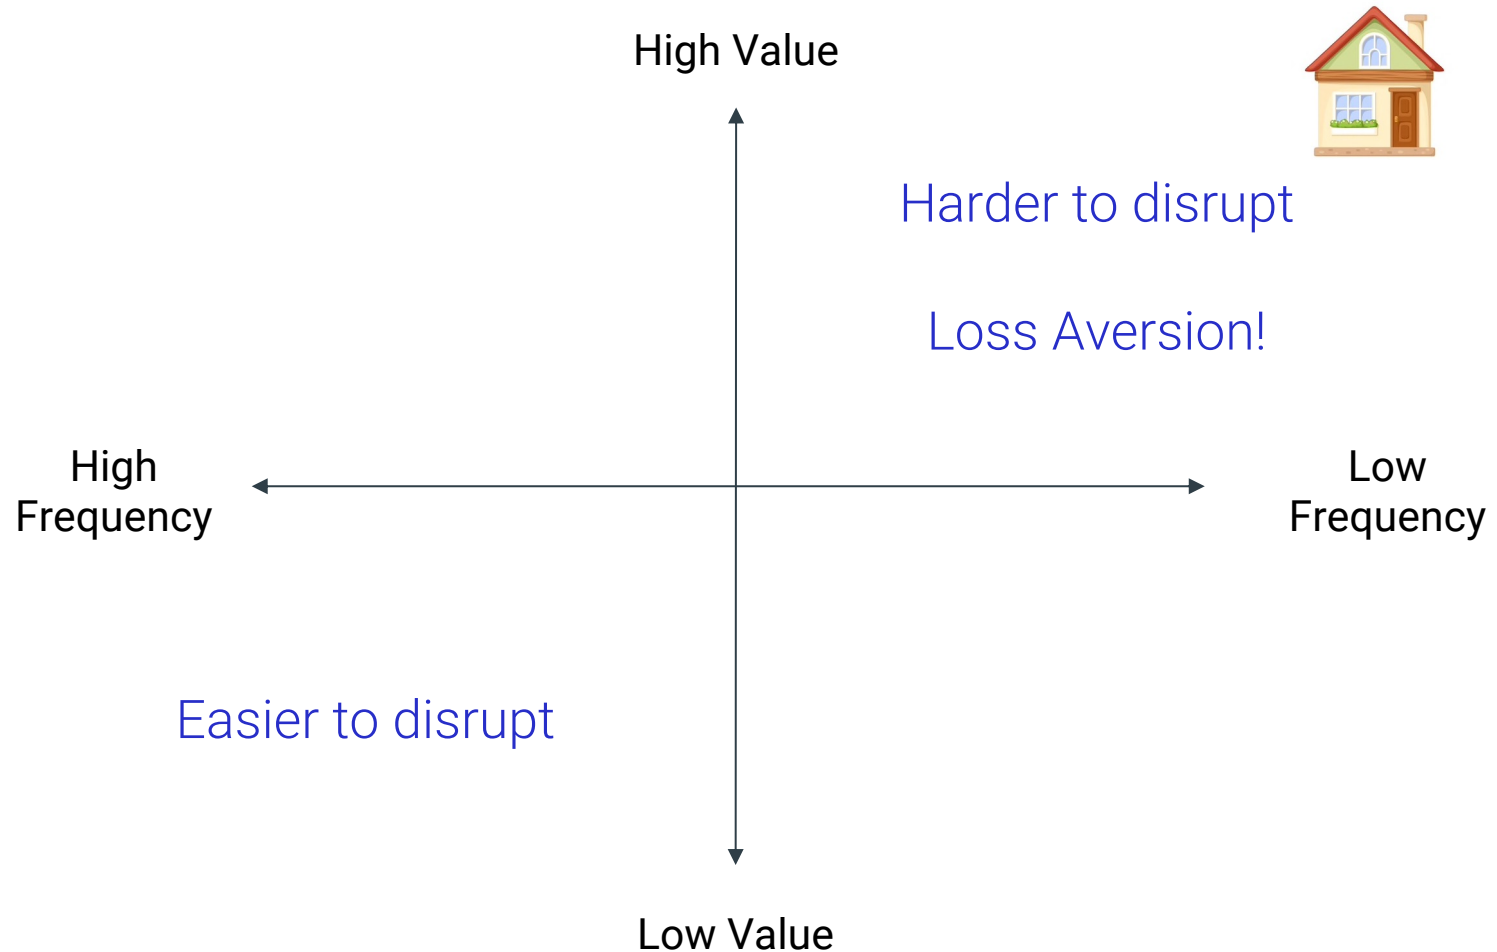 High Value
Harder to disrupt
Loss Aversion!
High
Frequency
Low
Frequency
Easier to disrupt
Low Value